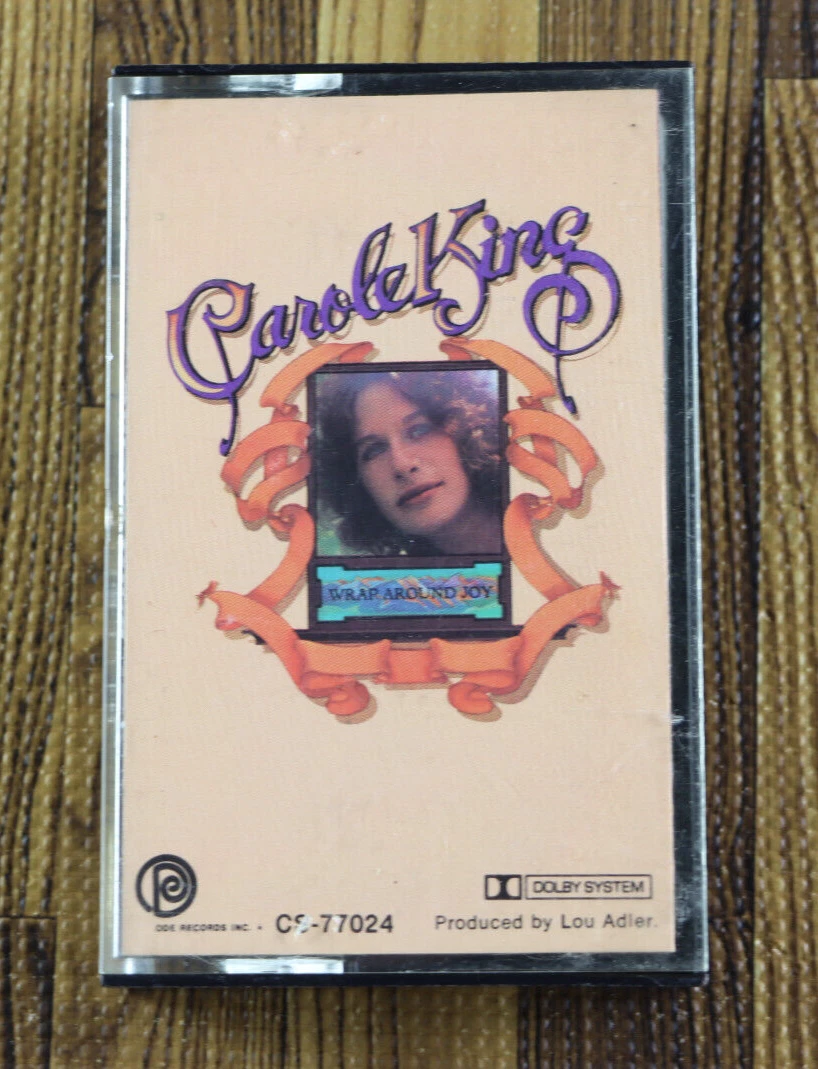 Carole King
WRAP AROUND JOY
DOLBY SYSTEM
ODE RECORDS INC. • CS-77024
Produced by Lou Adler.